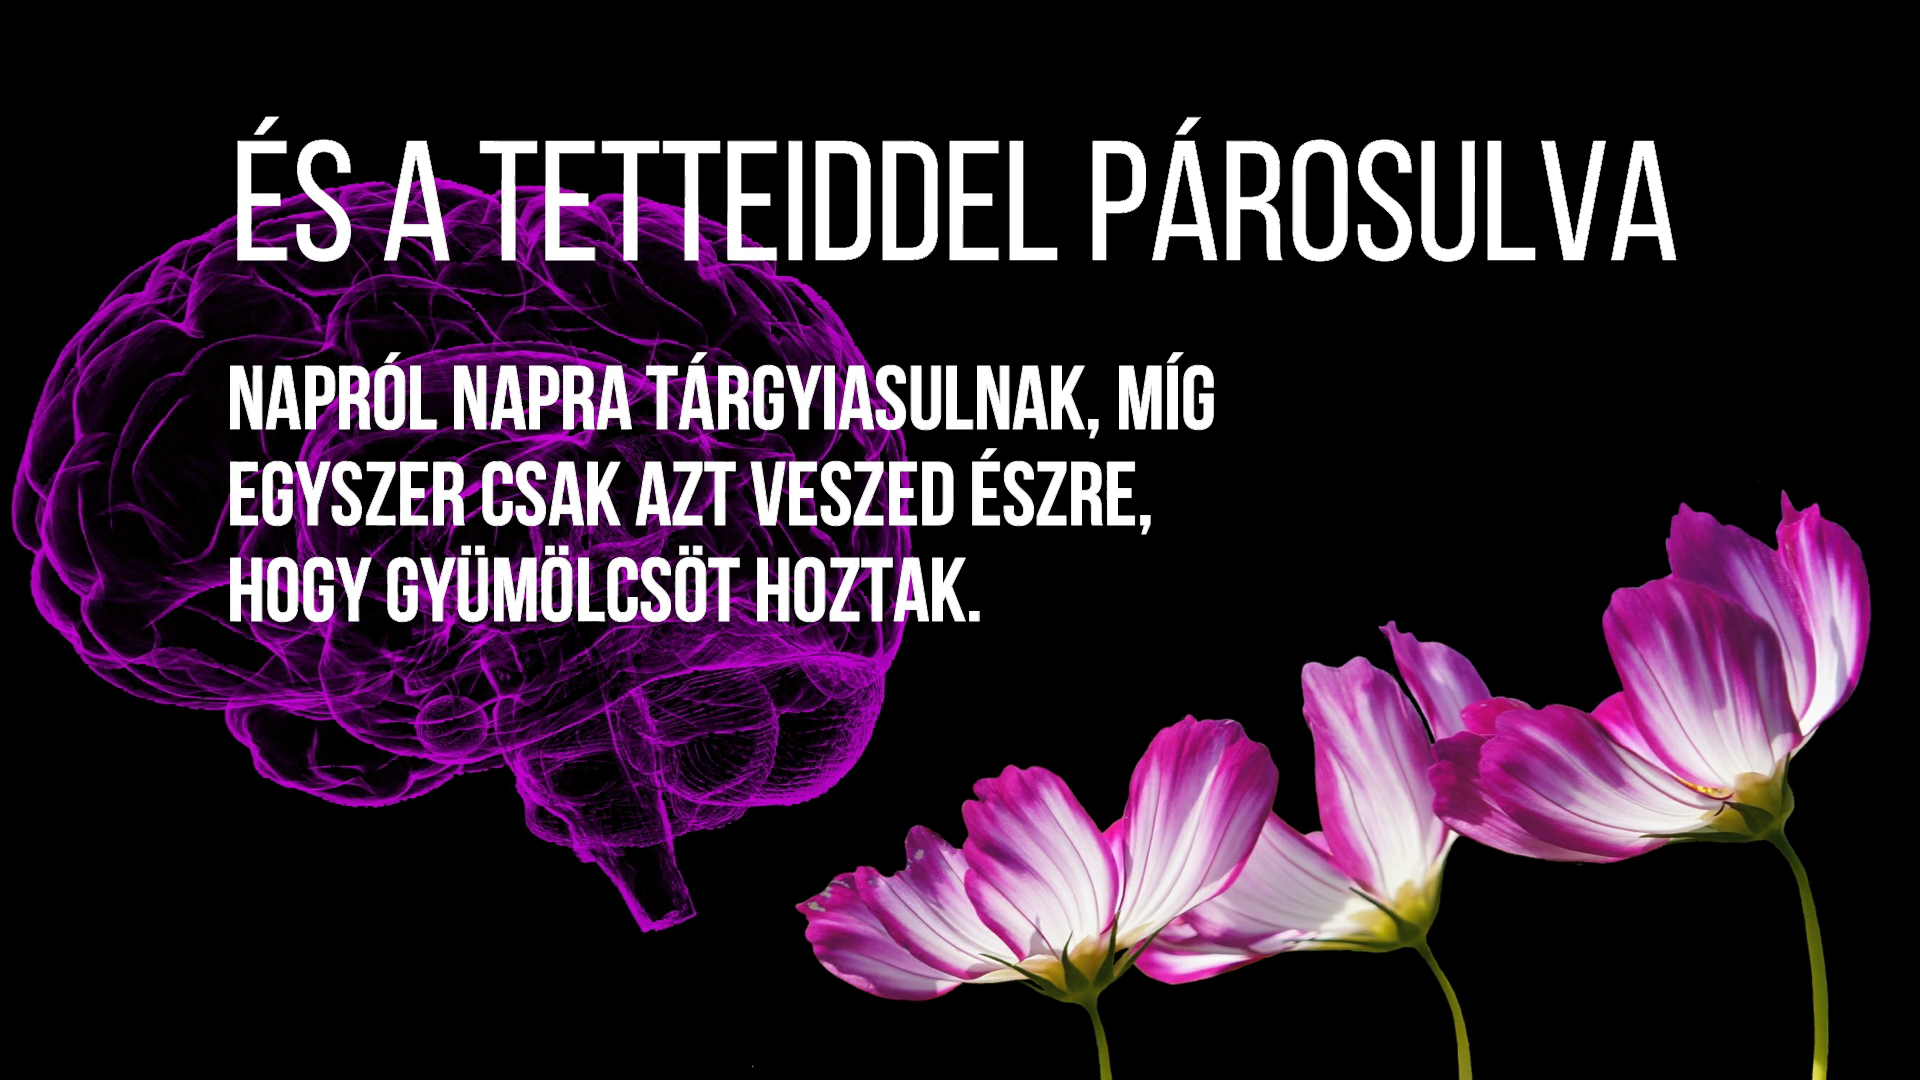 ÉS A TETTEIDDEL PÁROSULVA
NAPRÓL NAPRA TÁRGYIASULNAK, MÍG
EGYSZER CSAK AZT VESZED ÉSZRE,
HOGY GYÜMÖLCSÖT HOZTAK.